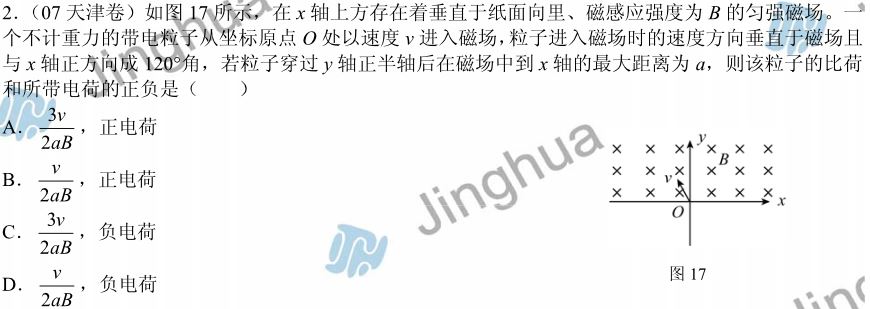 2.（07 天津卷）如图 17 所示，在 x 轴上方存在着垂直于纸面向里、磁感应强度为 B 的匀强磁场。一
个不计重力的带电粒子从坐标原点 O 处以速度 v 进入磁场，粒子进入磁场时的速度方向垂直于磁场且
与 x 轴正方向成 120°角，若粒子穿过 y 轴正半轴后在磁场中到 x 轴的最大距离为 a，则该粒子的比荷
和所带电荷的正负是（　　）
A. 3v/2aB，正电荷
B. v/2aB，正电荷
C. 3v/2aB，负电荷
D. v/2aB，负电荷
y
B
v
x
O
图 17
Jinghua
Jinghua
Jinghua